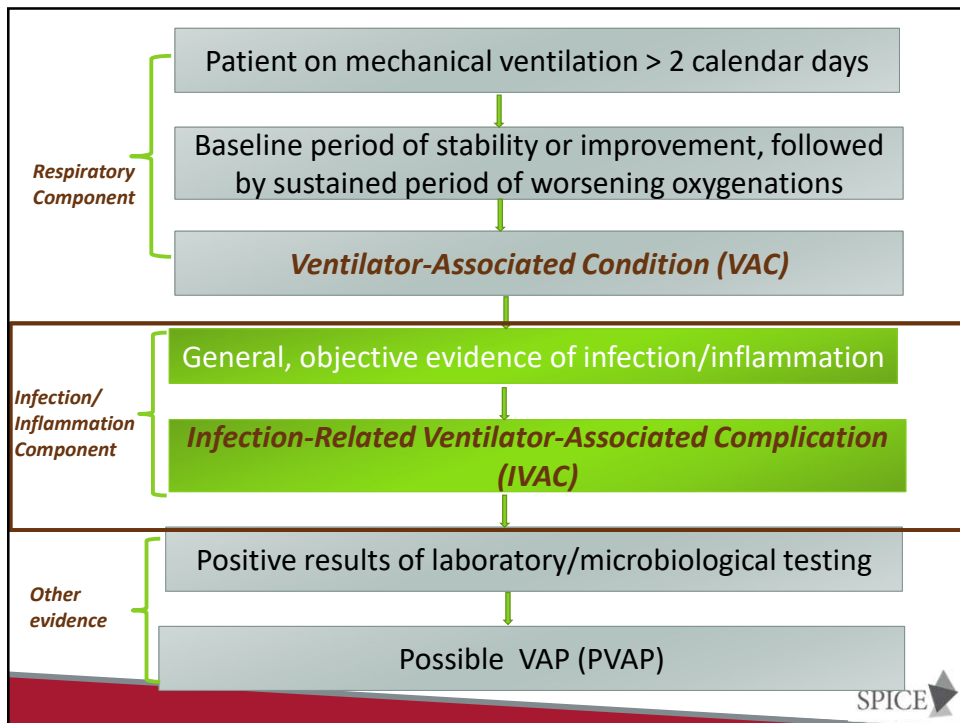 Patient on mechanical ventilation > 2 calendar days
Baseline period of stability or improvement, followed
by sustained period of worsening oxygenations
Respiratory
Component
Ventilator-Associated Condition (VAC)
General, objective evidence of infection/inflammation
Infection/
Inflammation
Component
Infection-Related Ventilator-Associated Complication
(IVAC)
Positive results of laboratory/microbiological testing
Other
evidence
Possible VAP (PVAP)
SPICE